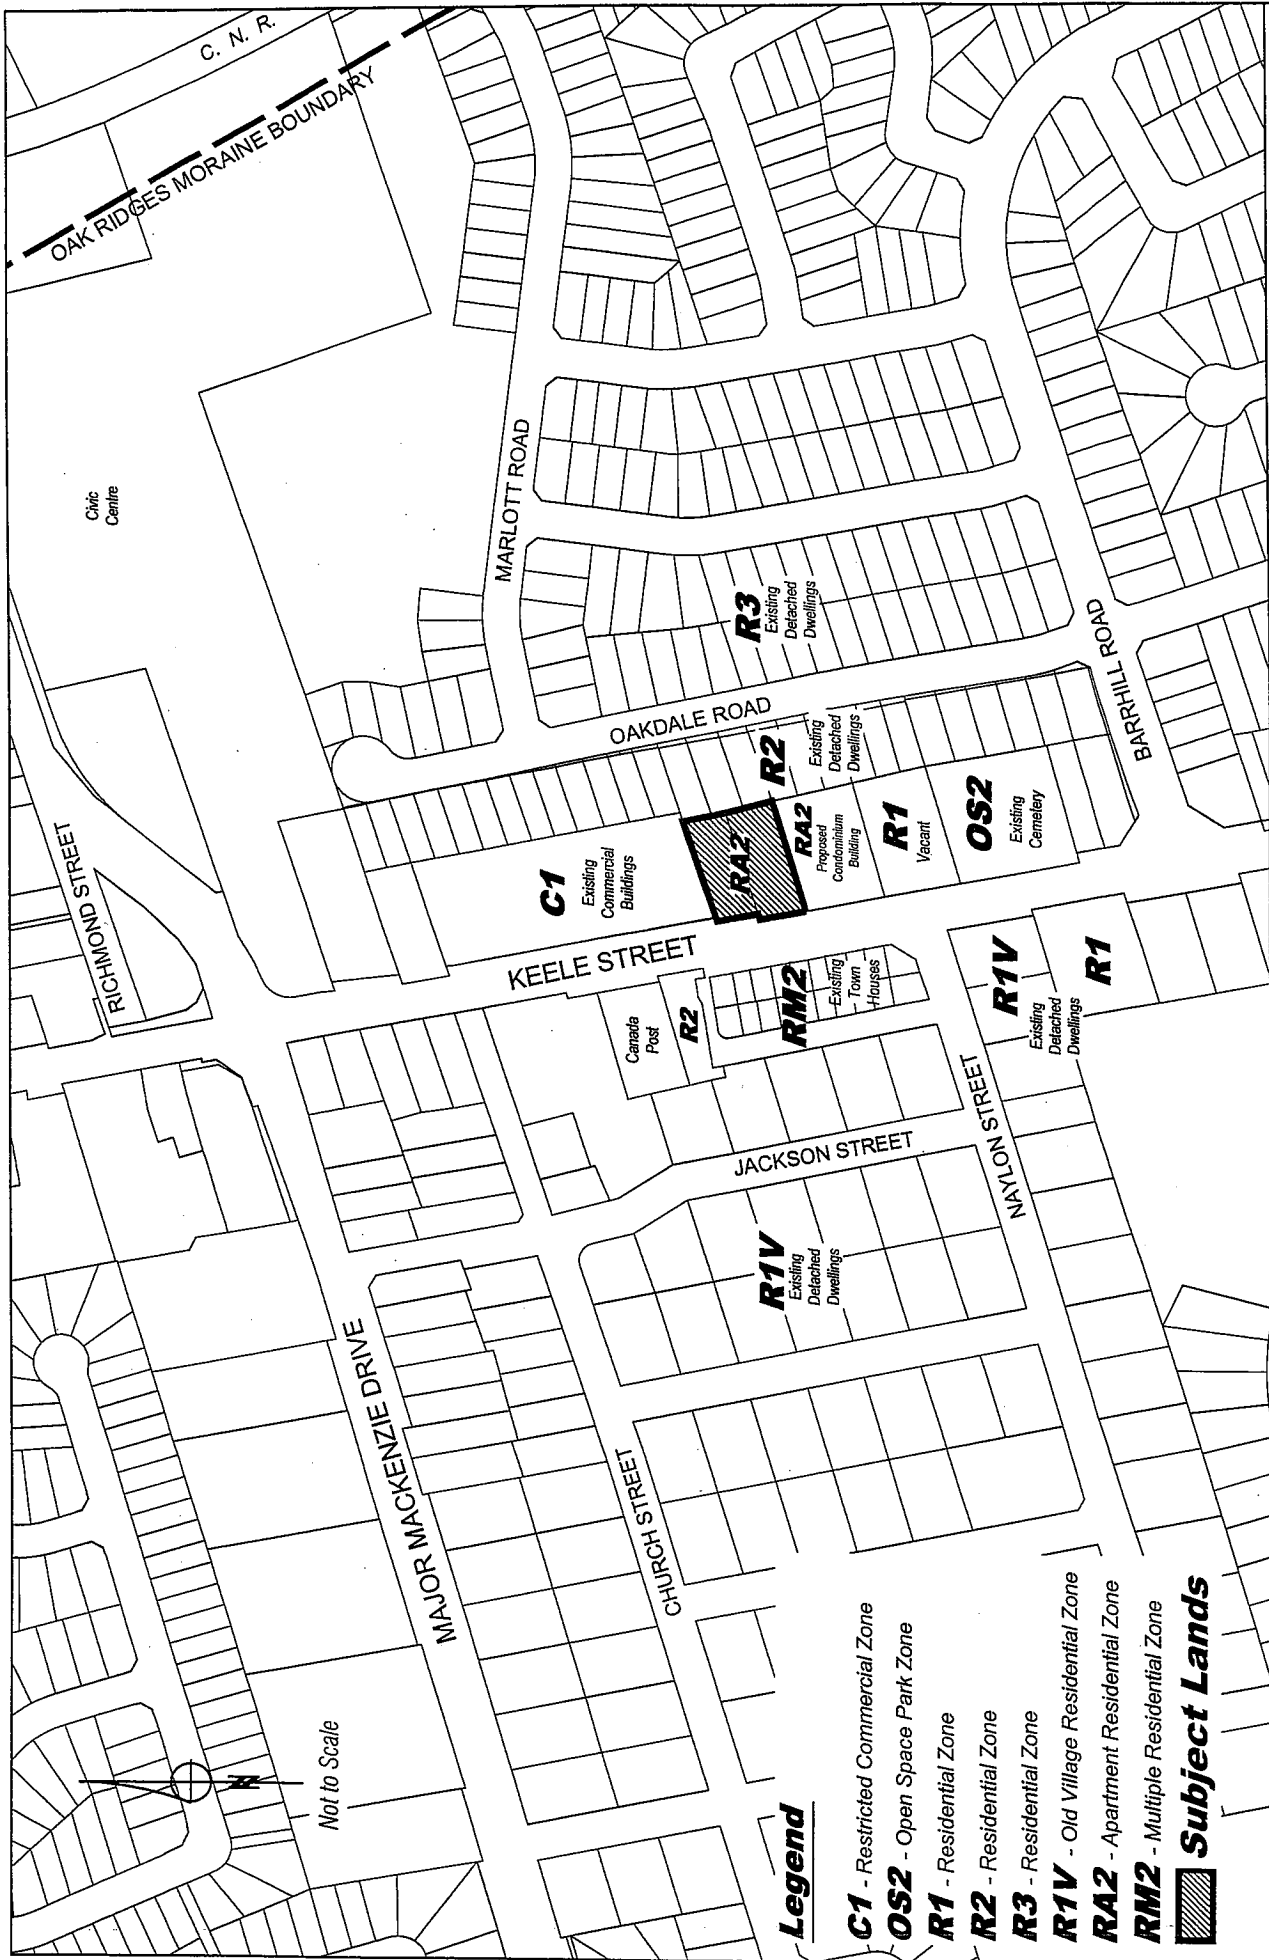 C. N. R.
OAK RIDGES MORAINE BOUNDARY
Civic
Centre
RICHMOND STREET
MARLOTT ROAD
R3
Existing
Detached
Dwellings
OAKDALE ROAD
R2
Existing
Detached
Dwellings
BARRHILL ROAD
C1
Existing
Commercial
Buildings
RA2
RA2
Proposed
Condominium
Building
R1
Vacant
OS2
Existing
Cemetery
KEELE STREET
Canada
Post
R2
RM2
Existing
Town
Houses
R1V
Existing
Detached
Dwellings
R1
JACKSON STREET
NAYLON STREET
R1V
Existing
Detached
Dwellings
MAJOR MACKENZIE DRIVE
CHURCH STREET
N
Not to Scale
Legend
C1 - Restricted Commercial Zone
OS2 - Open Space Park Zone
R1 - Residential Zone
R2 - Residential Zone
R3 - Residential Zone
R1V - Old Village Residential Zone
RA2 - Apartment Residential Zone
RM2 - Multiple Residential Zone
Subject Lands